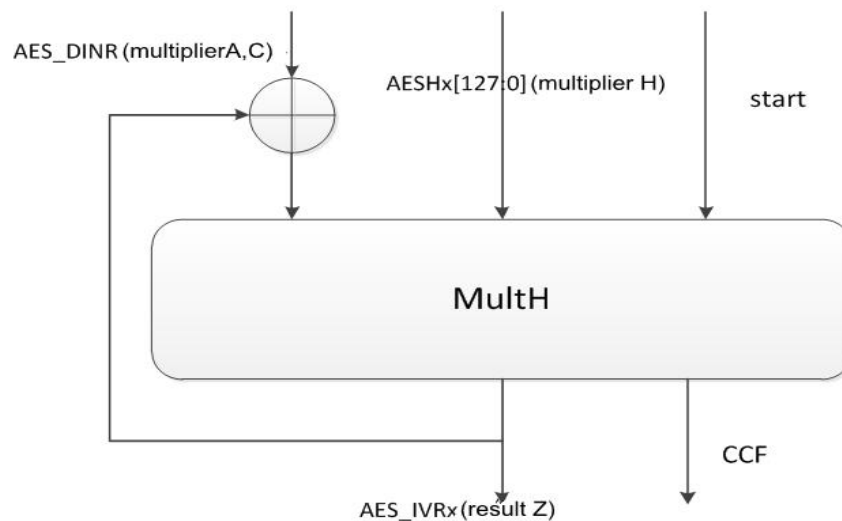 AES_DINR (multiplierA,C)
AESHx[127:0] (multiplier H)
start
MultH
CCF
AES_IVRx (result Z)